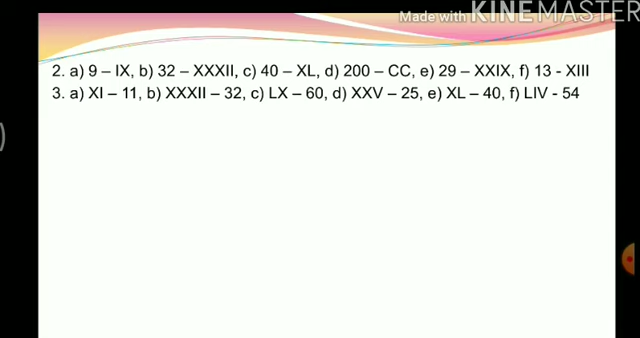 Made with KINEMASTER
2. a) 9 – IX, b) 32 – XXXII, c) 40 – XL, d) 200 – CC, e) 29 – XXIX, f) 13 - XIII
3. a) XI – 11, b) XXXII – 32, c) LX – 60, d) XXV – 25, e) XL – 40, f) LIV - 54
)